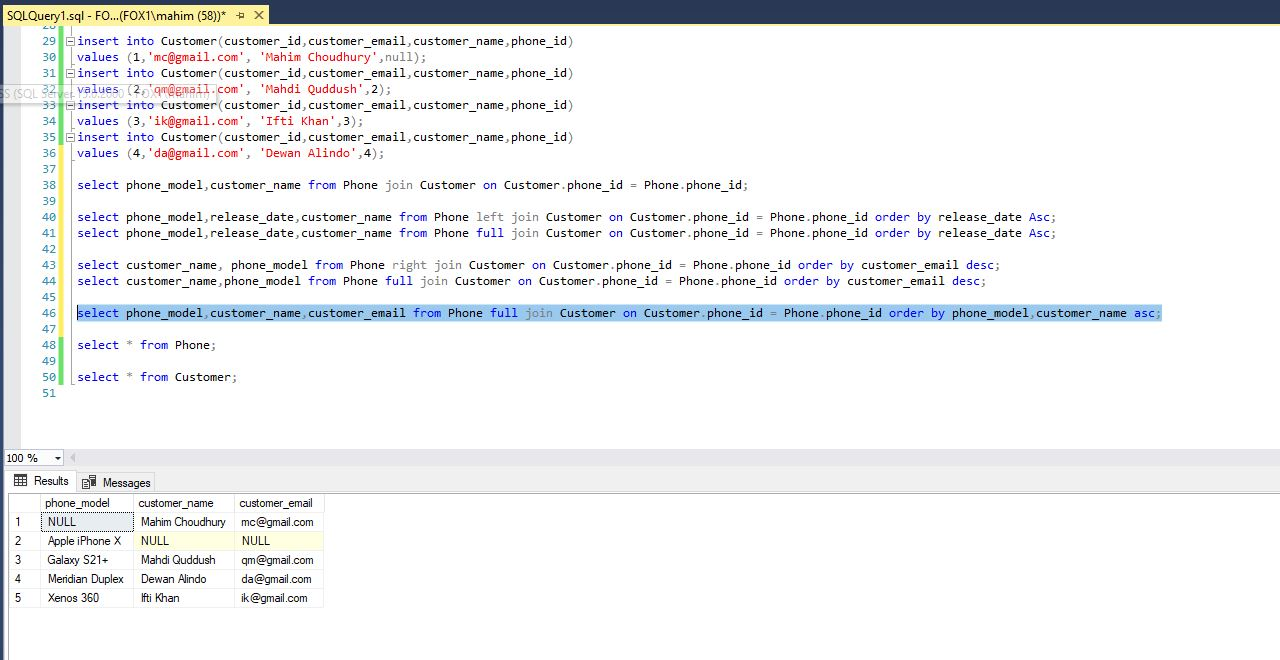 SQLQuery1.sql - FO...(FOX1\mahim (58))*
28
29 insert into Customer(customer_id,customer_email,customer_name,phone_id)
30 values (1,'mc@gmail.com', 'Mahim Choudhury',null);
31 insert into Customer(customer_id,customer_email,customer_name,phone_id)
32 values (2,'qm@gmail.com', 'Mahdi Quddush',2);
33 insert into Customer(customer_id,customer_email,customer_name,phone_id)
34 values (3,'ik@gmail.com', 'Ifti Khan',3);
35 insert into Customer(customer_id,customer_email,customer_name,phone_id)
36 values (4,'da@gmail.com', 'Dewan Alindo',4);
37
38 select phone_model,customer_name from Phone join Customer on Customer.phone_id = Phone.phone_id;
39
40 select phone_model,release_date,customer_name from Phone left join Customer on Customer.phone_id = Phone.phone_id order by release_date Asc;
41 select phone_model,release_date,customer_name from Phone full join Customer on Customer.phone_id = Phone.phone_id order by release_date Asc;
42
43 select customer_name, phone_model from Phone right join Customer on Customer.phone_id = Phone.phone_id order by customer_email desc;
44 select customer_name,phone_model from Phone full join Customer on Customer.phone_id = Phone.phone_id order by customer_email desc;
45
46 select phone_model,customer_name,customer_email from Phone full join Customer on Customer.phone_id = Phone.phone_id order by phone_model,customer_name asc;
47
48 select * from Phone;
49
50 select * from Customer;
51
100 %
Results Messages
phone_model customer_name customer_email
1 NULL Mahim Choudhury mc@gmail.com
2 Apple iPhone X NULL NULL
3 Galaxy S21+ Mahdi Quddush qm@gmail.com
4 Meridian Duplex Dewan Alindo da@gmail.com
5 Xenos 360 Ifti Khan ik@gmail.com